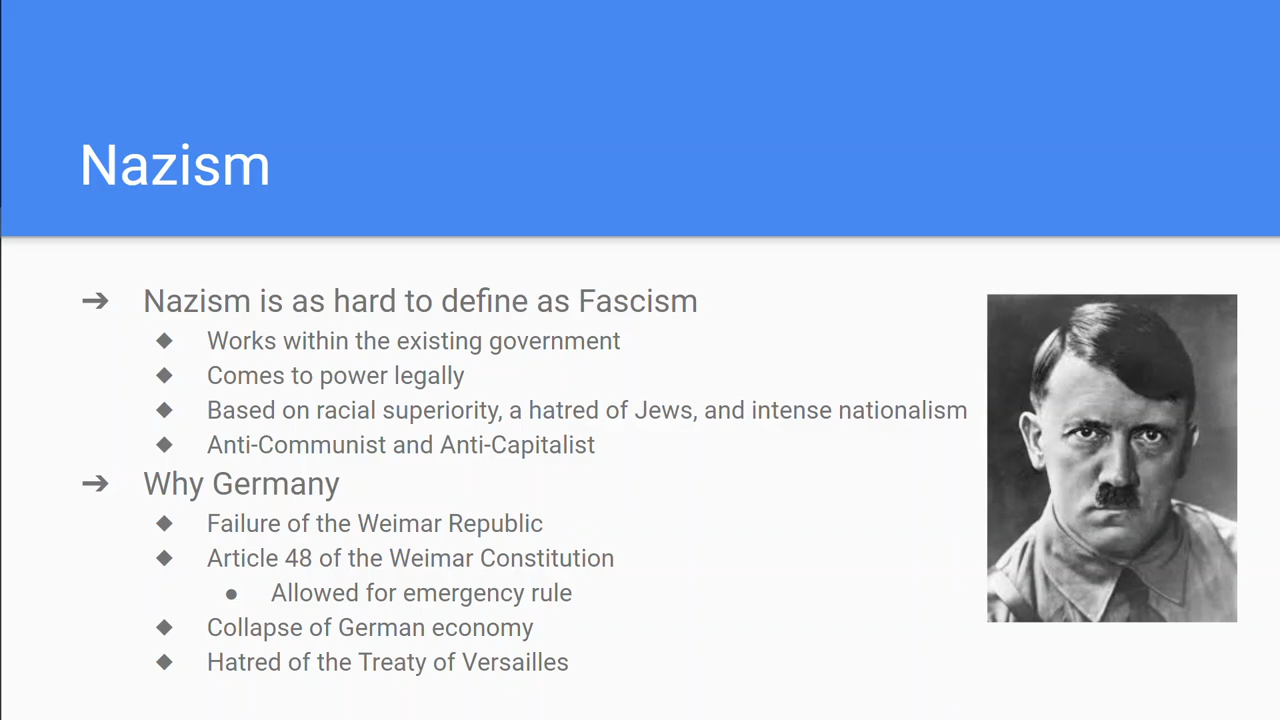 Nazism
➔ Nazism is as hard to define as Fascism
◆ Works within the existing government
◆ Comes to power legally
◆ Based on racial superiority, a hatred of Jews, and intense nationalism
◆ Anti-Communist and Anti-Capitalist
➔ Why Germany
◆ Failure of the Weimar Republic
◆ Article 48 of the Weimar Constitution
● Allowed for emergency rule
◆ Collapse of German economy
◆ Hatred of the Treaty of Versailles